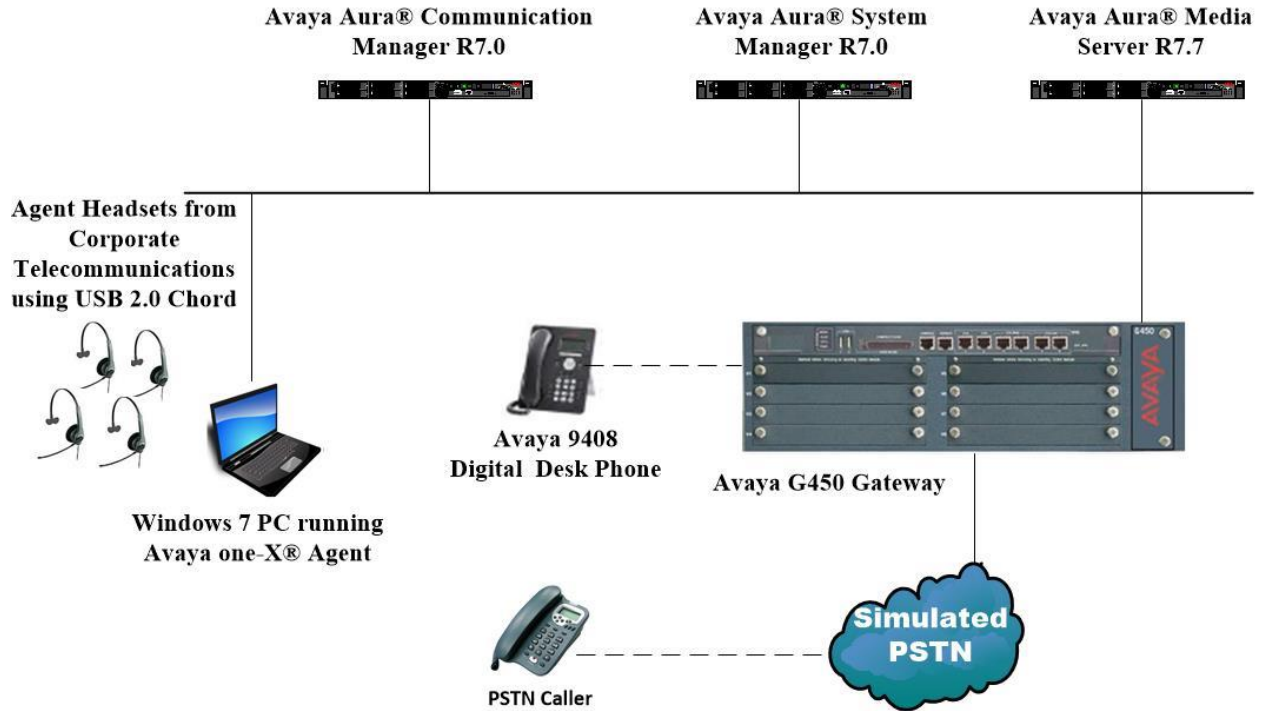 Avaya Aura® Communication
Manager R7.0
Avaya Aura® System
Manager R7.0
Avaya Aura® Media
Server R7.7
Agent Headsets from
Corporate
Telecommunications
using USB 2.0 Chord
Windows 7 PC running
Avaya one-X® Agent
Avaya 9408
Digital Desk Phone
G450
AVAYA
Avaya G450 Gateway
Simulated
PSTN
PSTN Caller